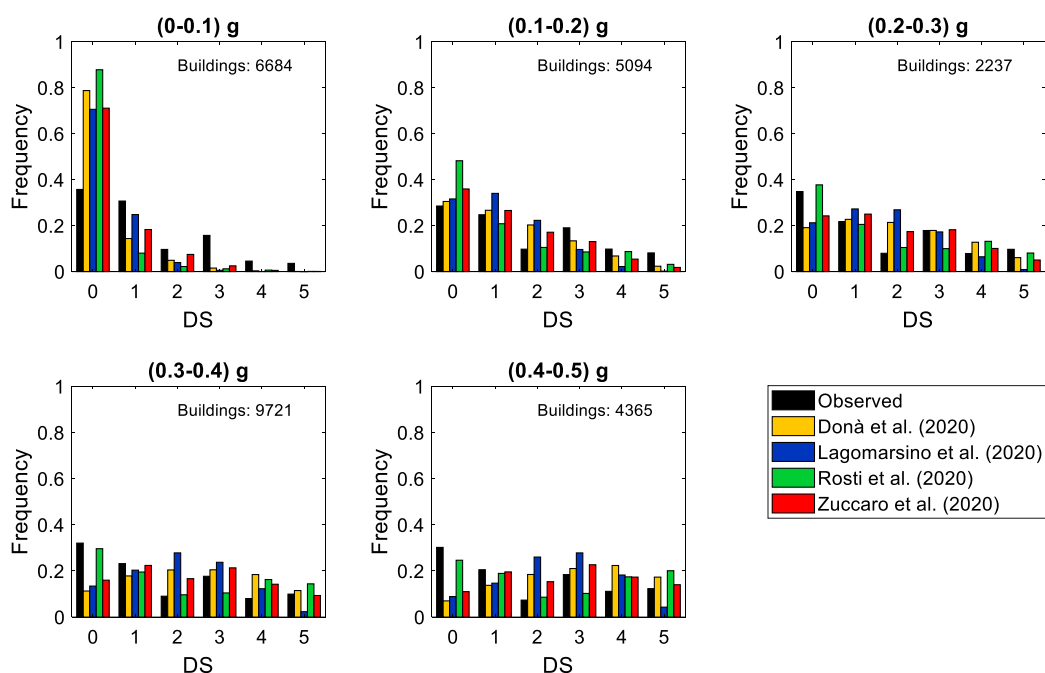 (0-0.1) g
Buildings: 6684
Frequency
1
0.8
0.6
0.4
0.2
0
0 1 2 3 4 5
DS
(0.1-0.2) g
Buildings: 5094
Frequency
1
0.8
0.6
0.4
0.2
0
0 1 2 3 4 5
DS
(0.2-0.3) g
Buildings: 2237
Frequency
1
0.8
0.6
0.4
0.2
0
0 1 2 3 4 5
DS
(0.3-0.4) g
Buildings: 9721
Frequency
1
0.8
0.6
0.4
0.2
0
0 1 2 3 4 5
DS
(0.4-0.5) g
Buildings: 4365
Frequency
1
0.8
0.6
0.4
0.2
0
0 1 2 3 4 5
DS
Observed
Donà et al. (2020)
Lagomarsino et al. (2020)
Rosti et al. (2020)
Zuccaro et al. (2020)